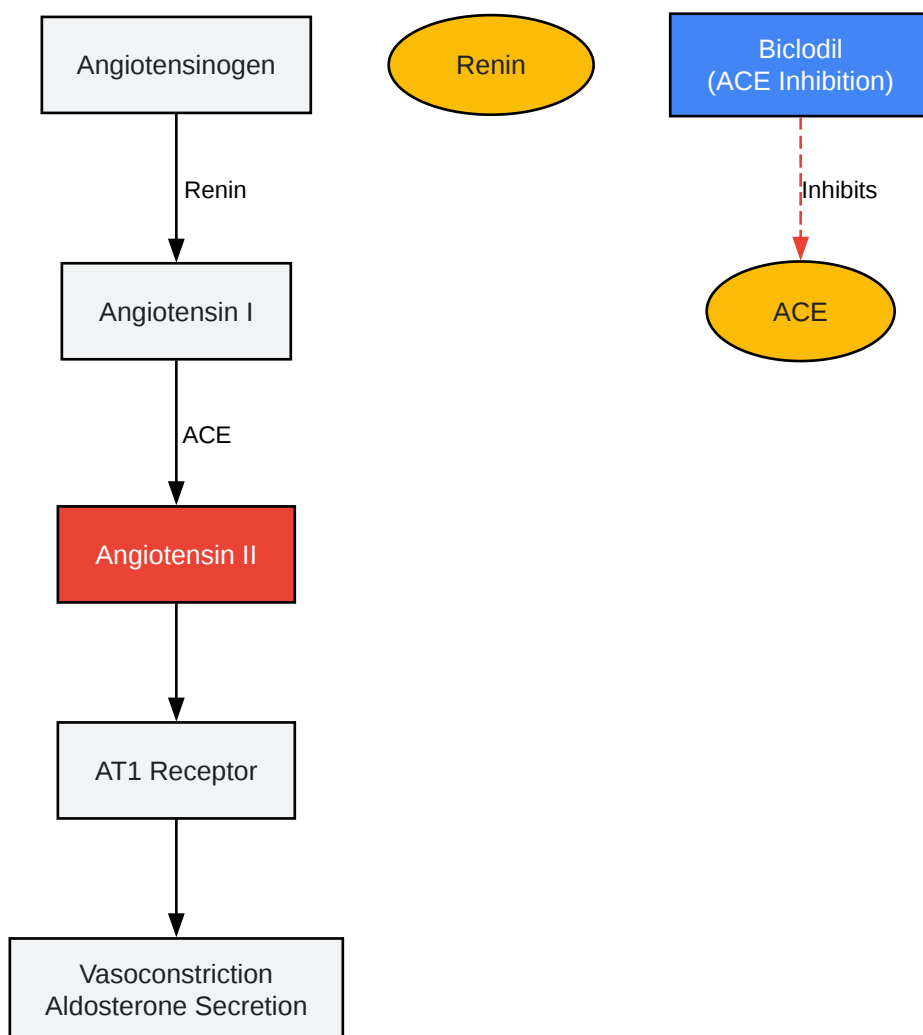 Angiotensinogen
Renin
Biclodil
(ACE Inhibition)
Renin
Inhibits
Angiotensin I
ACE
ACE
Angiotensin II
AT1 Receptor
Vasoconstriction
Aldosterone Secretion